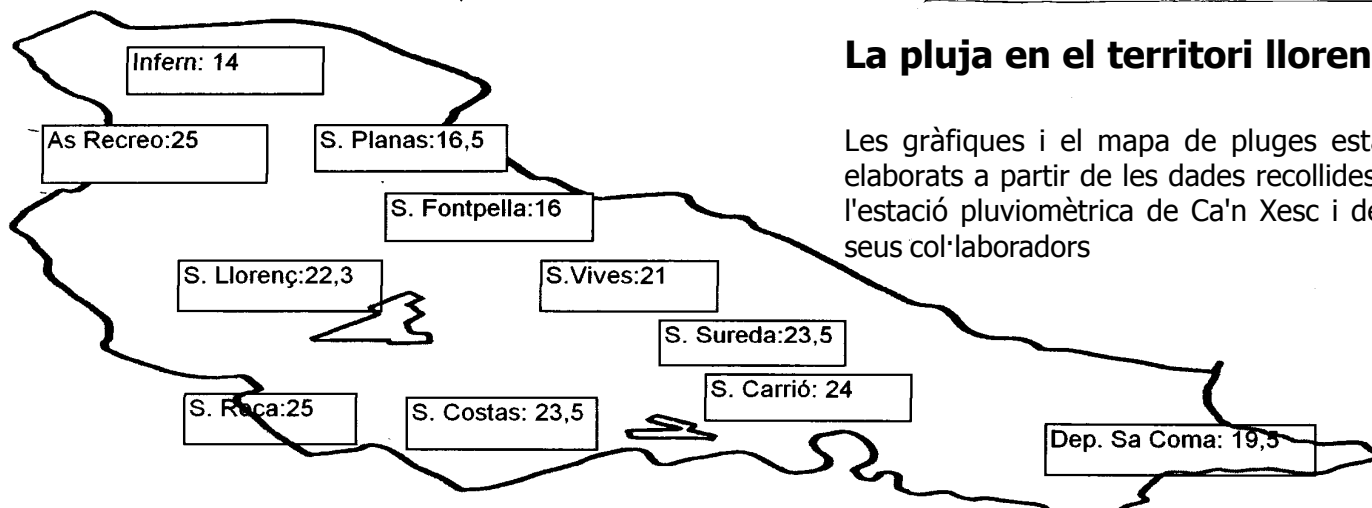 La pluja en el territori lloren
Les gràfiques i el mapa de pluges est
elaborats a partir de les dades recollides
l'estació pluviomètrica de Ca'n Xesc i de
seus col·laboradors
Infern: 14
As Recreo:25
S. Planas:16,5
S. Fontpella:16
S. Llorenç:22,3
S.Vives:21
S. Sureda:23,5
S. Carrió: 24
S. Roca:25
S. Costas: 23,5
Dep. Sa Coma: 19,5